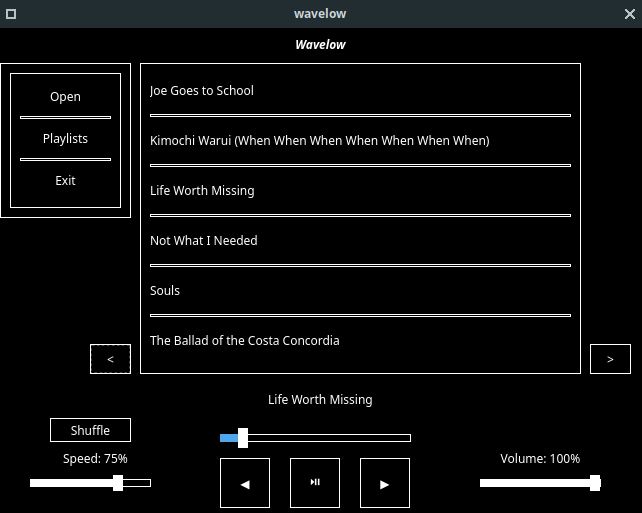 wavelow
Wavelow
Open
Playlists
Exit
Joe Goes to School
Kimochi Warui (When When When When When When When)
Life Worth Missing
Not What I Needed
Souls
The Ballad of the Costa Concordia
<
>
Life Worth Missing
Shuffle
Speed: 75%
Volume: 100%